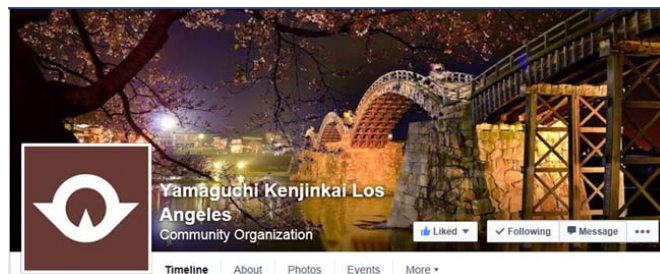 Yamaguchi Kenjinkai Los
Angeles
Community Organization
Liked Following Message
Timeline About Photos Events More